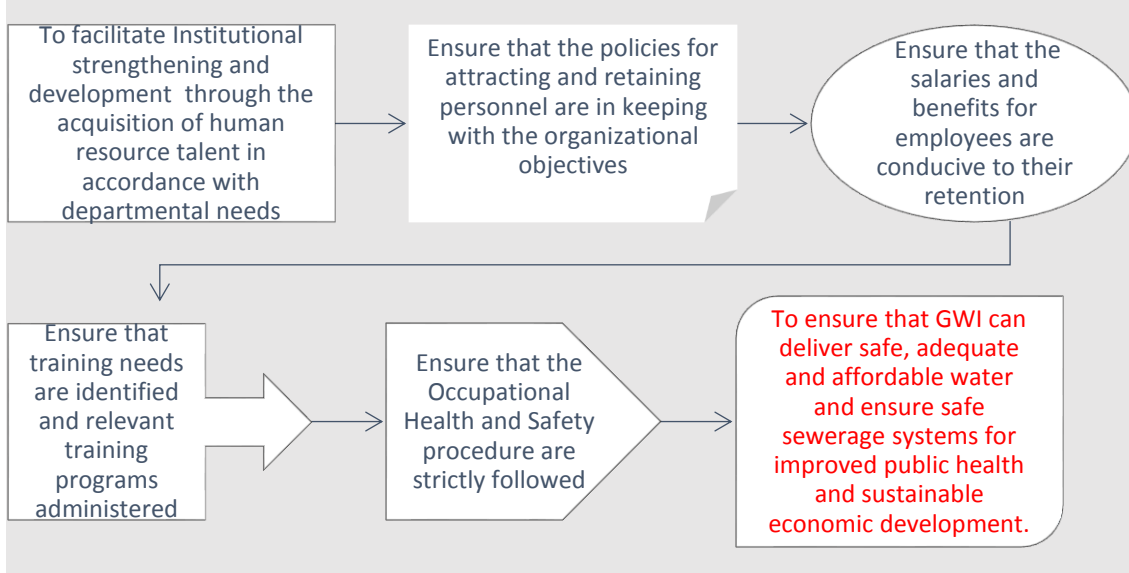 To facilitate Institutional
strengthening and
development through the
acquisition of human
resource talent in
accordance with
departmental needs
Ensure that the policies for
attracting and retaining
personnel are in keeping
with the organizational
objectives
Ensure that the
salaries and
benefits for
employees are
conducive to their
retention
Ensure that
training needs
are identified
and relevant
training
programs
administered
Ensure that the
Occupational
Health and Safety
procedure are
strictly followed
To ensure that GWI can
deliver safe, adequate
and affordable water
and ensure safe
sewerage systems for
improved public health
and sustainable
economic development.